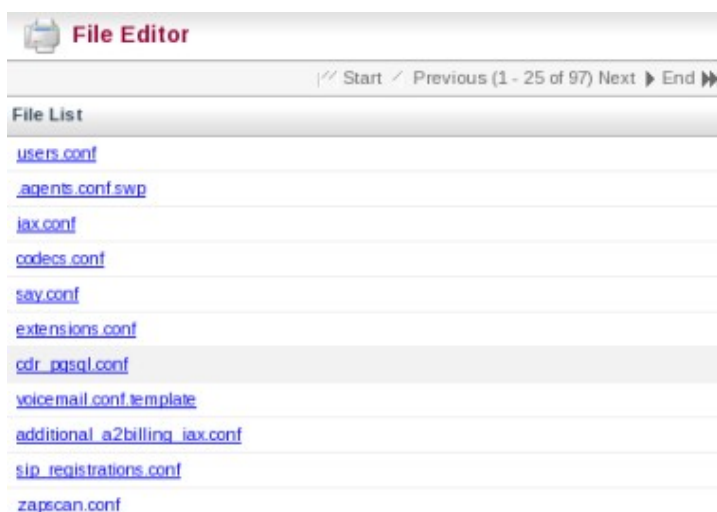 File Editor
Start Previous (1 - 25 of 97) Next End
File List
users.conf
.agents.conf.swp
iax.conf
codecs.conf
say.conf
extensions.conf
cdr_pgsql.conf
voicemail.conf.template
additional_a2billing_iax.conf
sip_registrations.conf
zapscan.conf